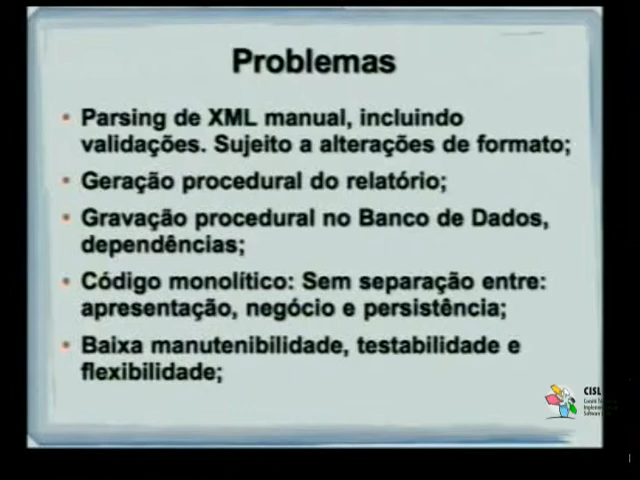 Problemas
• Parsing de XML manual, incluindo
validações. Sujeito a alterações de formato;
• Geração procedural do relatório;
• Gravação procedural no Banco de Dados,
dependências;
• Código monolítico: Sem separação entre:
apresentação, negócio e persistência;
• Baixa manutenibilidade, testabilidade e
flexibilidade;
CISL